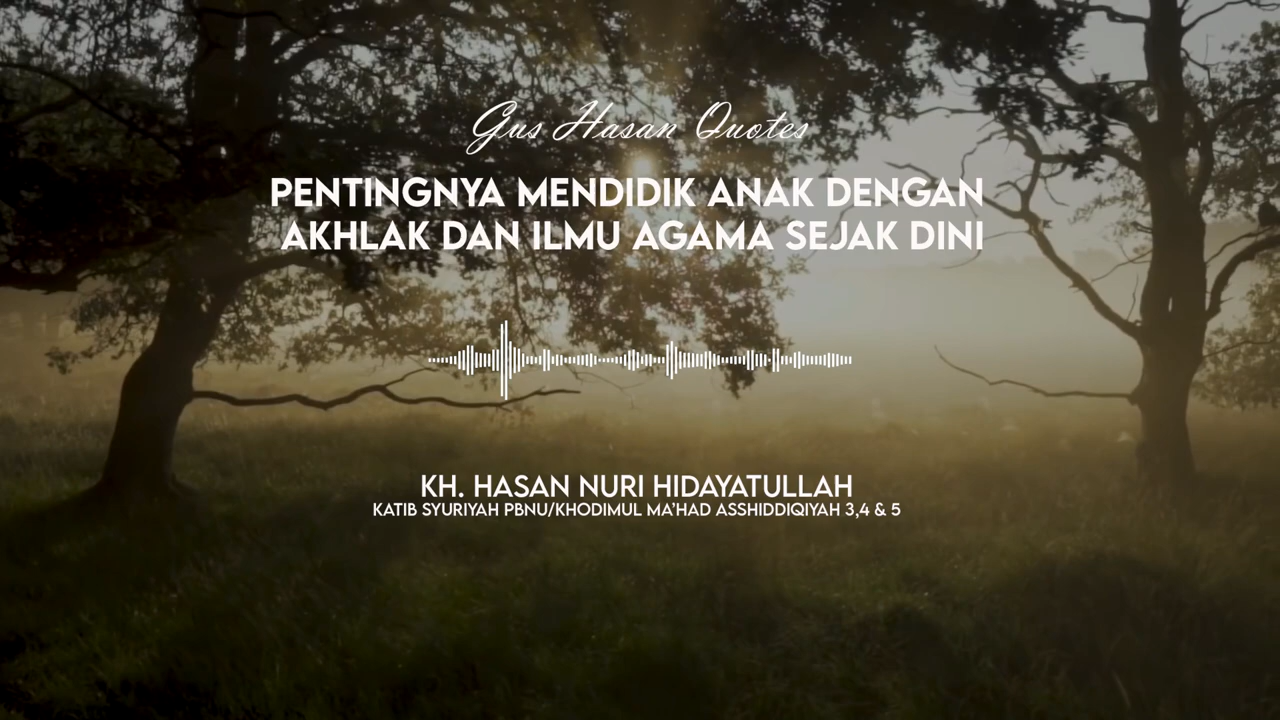 Gus Hasan Quotes
PENTINGNYA MENDIDIK ANAK DENGAN
AKHLAK DAN ILMU AGAMA SEJAK DINI
KH. HASAN NURI HIDAYATULLAH
KATIB SYURIYAH PBNU/KHODIMUL MA'HAD ASSHIDDIQIYAH 3,4 & 5